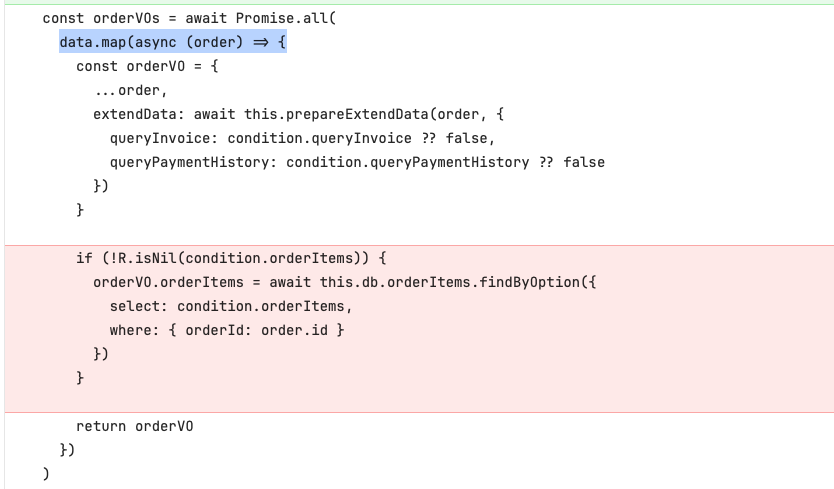 const orderVOs = await Promise.all(
data.map(async (order) => {
const orderVO = {
...order,
extendData: await this.prepareExtendData(order, {
queryInvoice: condition.queryInvoice ?? false,
queryPaymentHistory: condition.queryPaymentHistory ?? false
})
}
if (!R.isNil(condition.orderItems)) {
orderVO.orderItems = await this.db.orderItems.findByOption({
select: condition.orderItems,
where: { orderId: order.id }
})
}
return orderVO
})
)